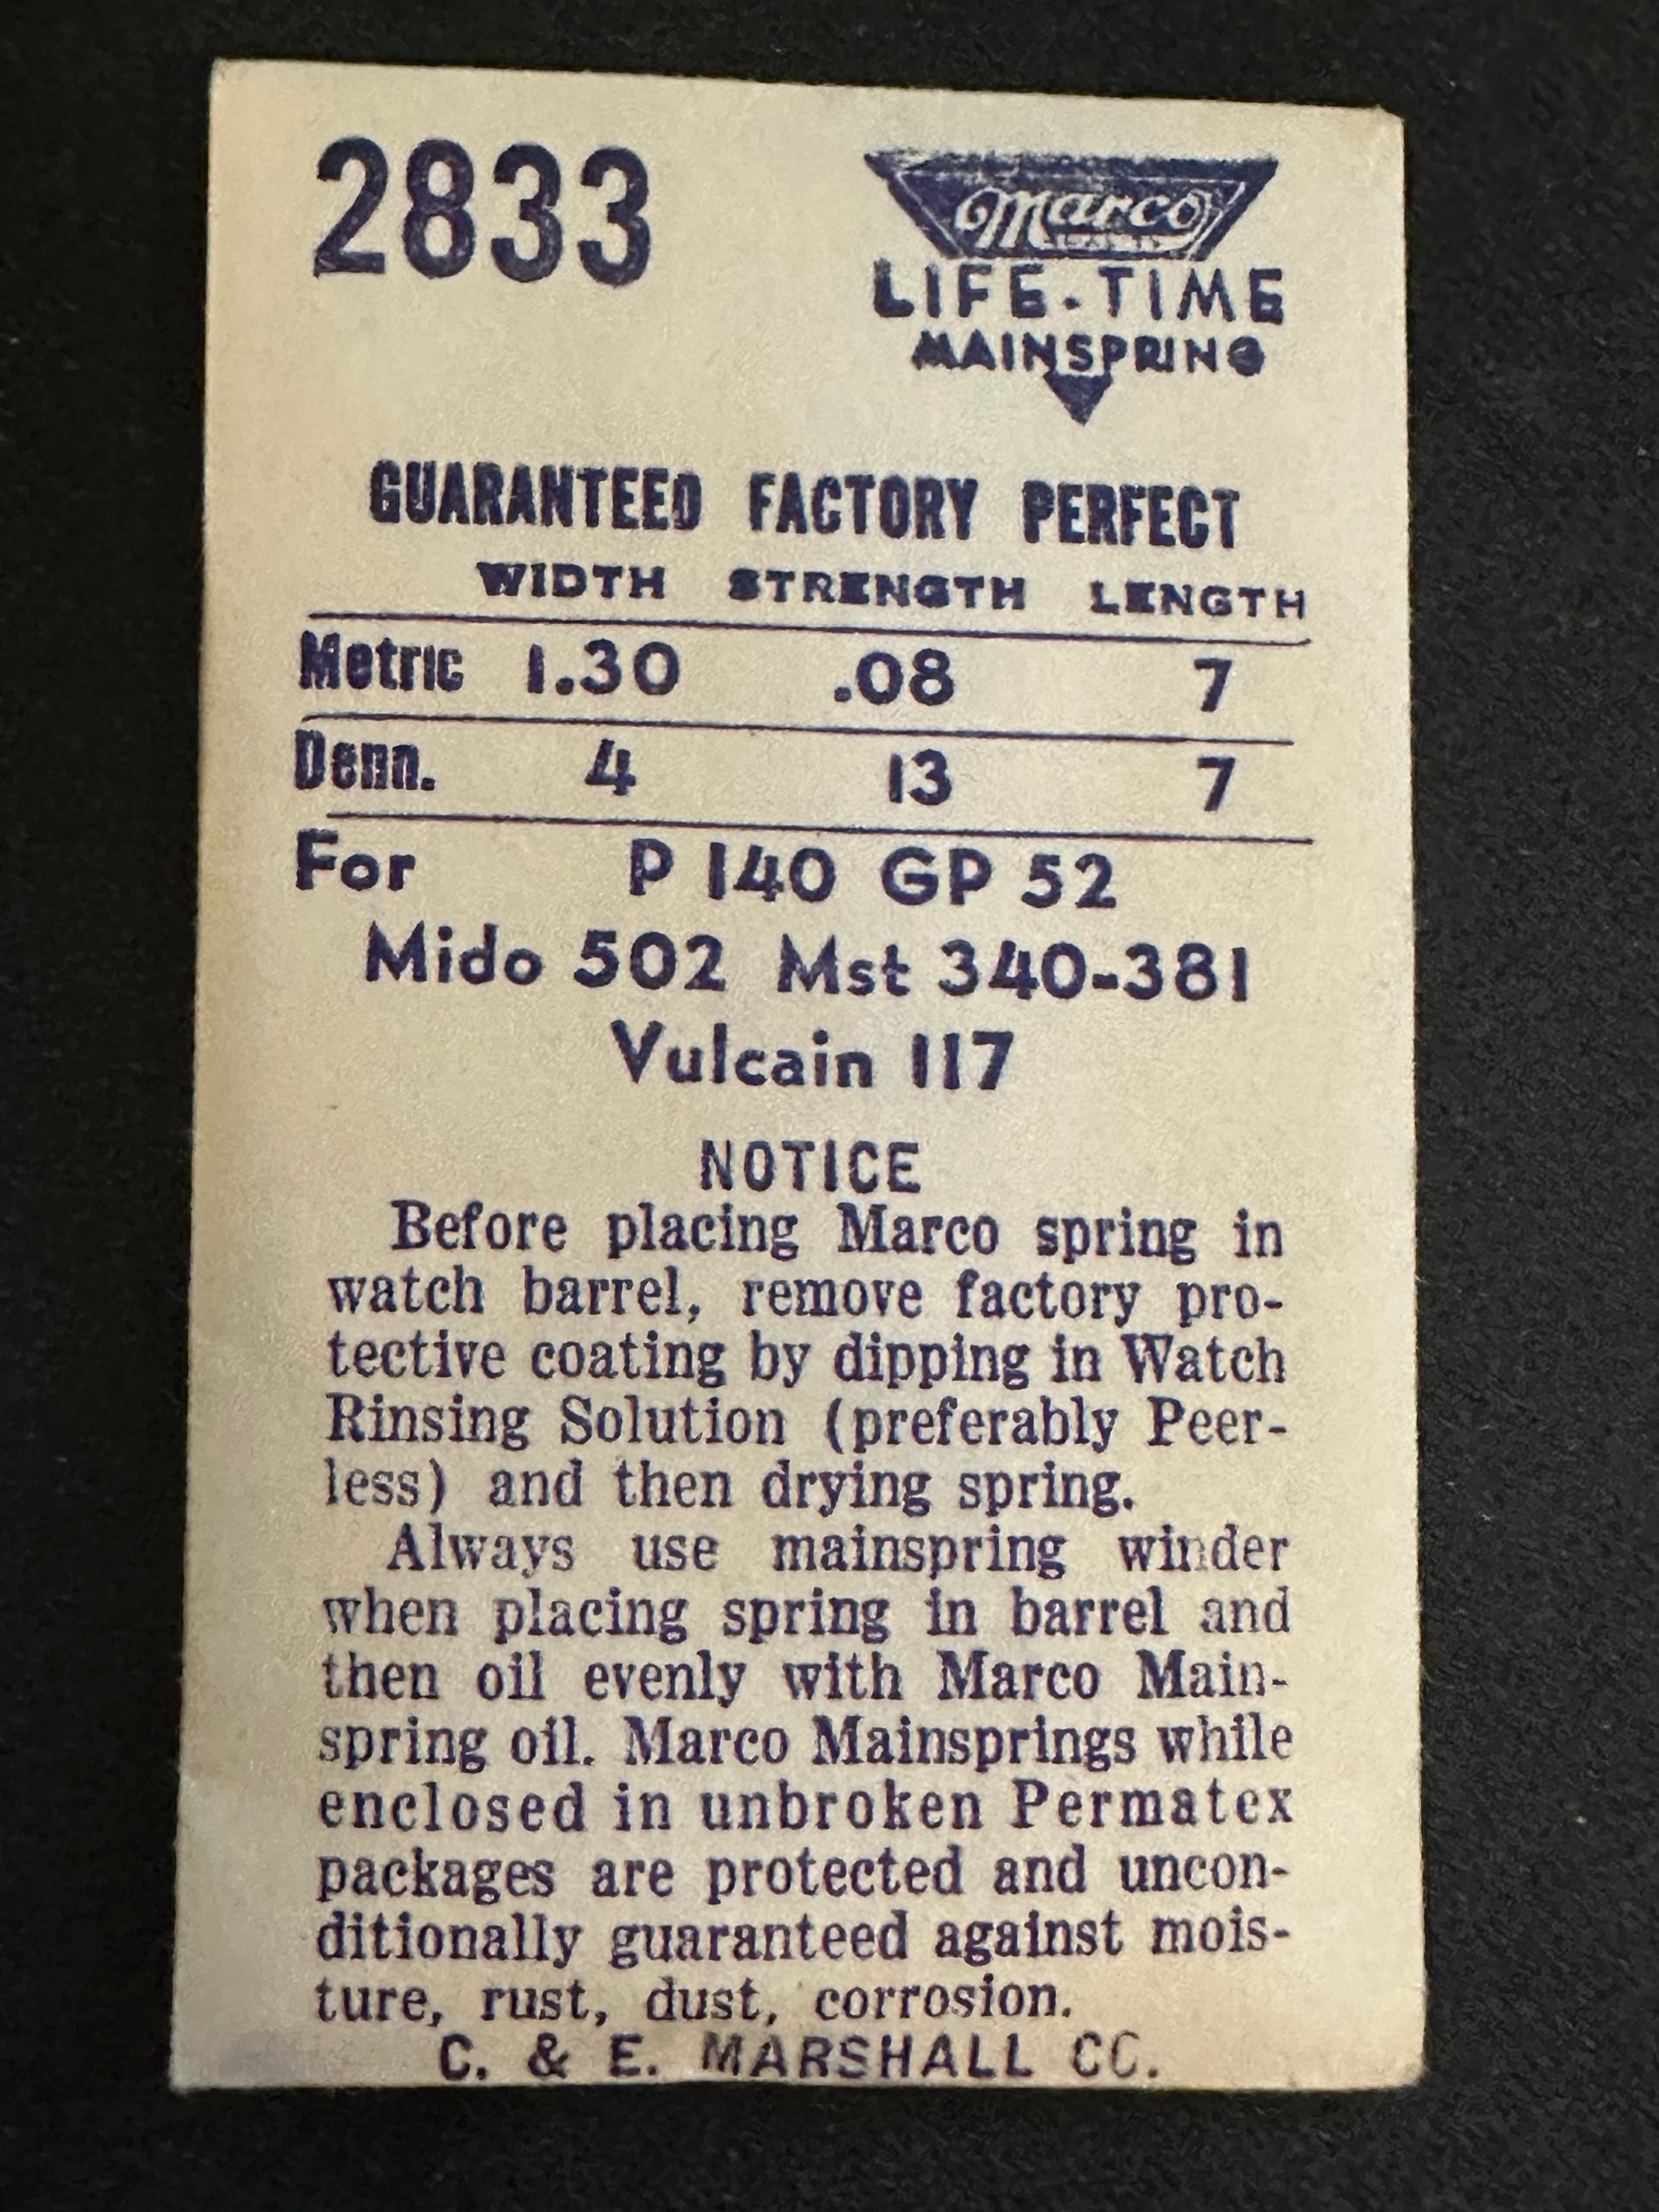 2833
Marco
LIFE-TIME
MAINSPRING
GUARANTEED FACTORY PERFECT
WIDTH STRENGTH LENGTH
Metric 1.30 .08 7
Denn. 4 13 7
For P 140 GP 52
Mido 502 Mst 340-381
Vulcain 117
NOTICE
Before placing Marco spring in
watch barrel, remove factory pro-
tective coating by dipping in Watch
Rinsing Solution (preferably Peer-
less) and then drying spring.
Always use mainspring winder
when placing spring in barrel and
then oil evenly with Marco Main-
spring oil. Marco Mainsprings while
enclosed in unbroken Permatex
packages are protected and uncon-
ditionally guaranteed against mois-
ture, rust, dust, corrosion.
C. & E. MARSHALL CO.